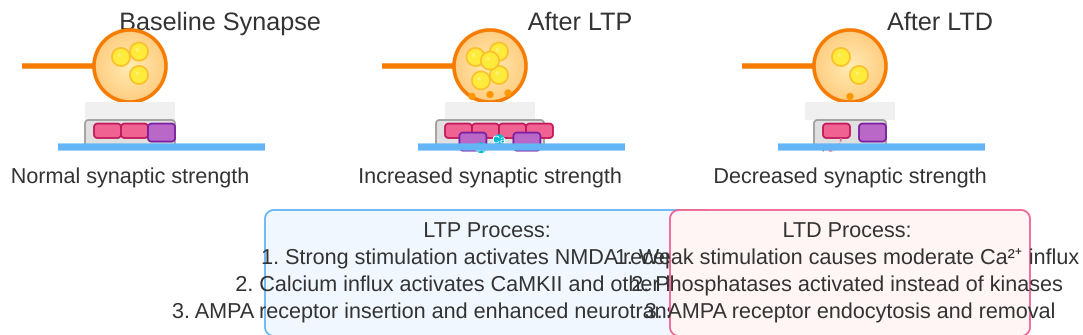 Baseline Synapse
After LTP
After LTD
Normal synaptic strength
Increased synaptic strength
Decreased synaptic strength
LTP Process:
1. Strong stimulation activates NMDA
2. Calcium influx activates CaMKII and other
3. AMPA receptor insertion and enhanced
LTD Process:
1. Weak stimulation causes moderate Ca²⁺ influx
2. Phosphatases activated instead of kinases
3. AMPA receptor endocytosis and removal